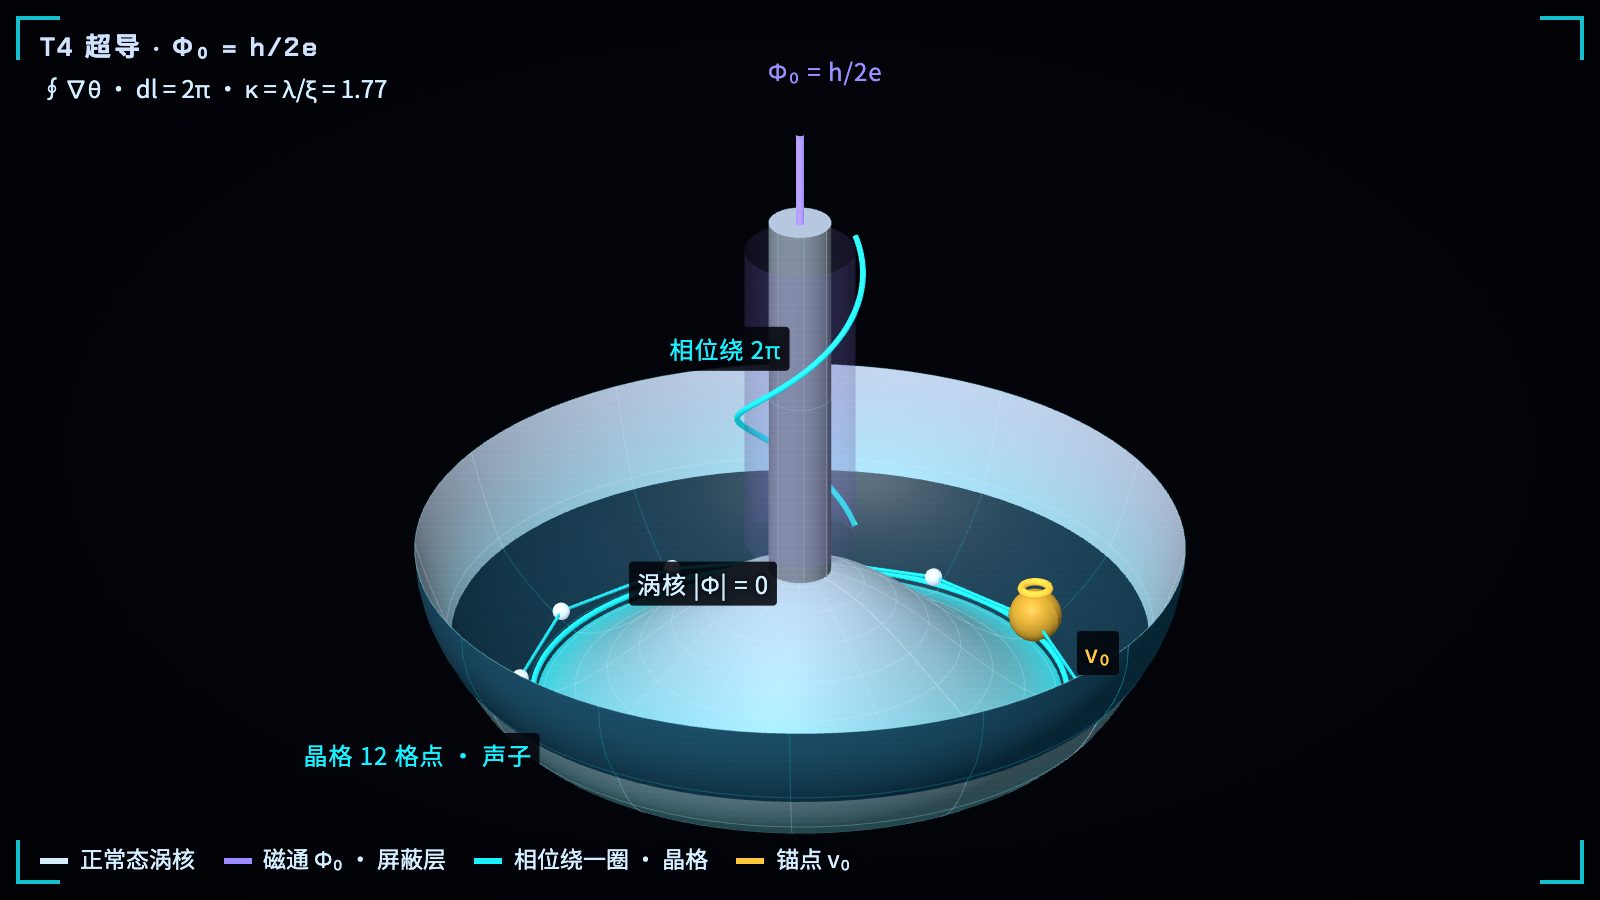 T4 超导 · Φ₀ = h/2e
∮ ∇θ · dl = 2π · κ = λ/ξ = 1.77
Φ₀ = h/2e
相位绕 2π
涡核 |Φ| = 0
v₀
晶格 12 格点 · 声子
正常态涡核
磁通 Φ₀ · 屏蔽层
相位绕一圈 · 晶格
锚点 v₀